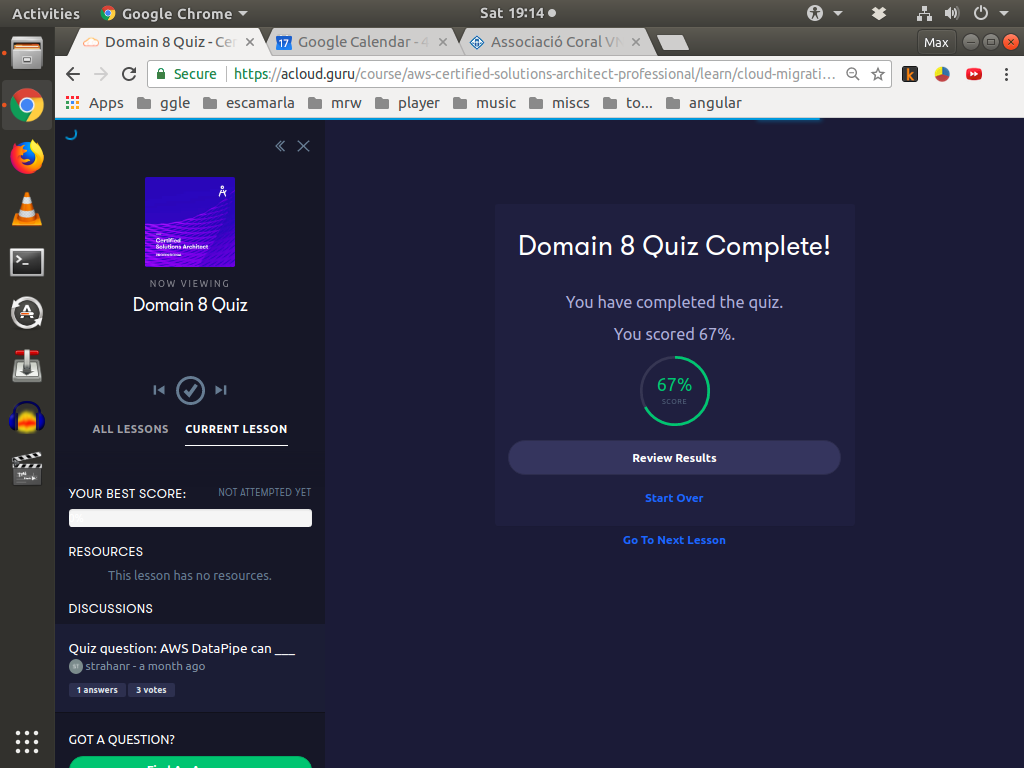 Activities
Google Chrome
Sat 19:14
Domain 8 Quiz - Cer
Google Calendar - 4
Associació Coral VN
Max
Secure
https://acloud.guru/course/aws-certified-solutions-architect-professional/learn/cloud-migrati...
Apps
ggle
escamarla
mrw
player
music
miscs
to...
angular
Certified
Solutions Architect
NOW VIEWING
Domain 8 Quiz
ALL LESSONS
CURRENT LESSON
YOUR BEST SCORE:
NOT ATTEMPTED YET
RESOURCES
This lesson has no resources.
DISCUSSIONS
Quiz question: AWS DataPipe can ___
strahanr - a month ago
1 answers
3 votes
GOT A QUESTION?
Domain 8 Quiz Complete!
You have completed the quiz.
You scored 67%.
67%
SCORE
Review Results
Start Over
Go To Next Lesson